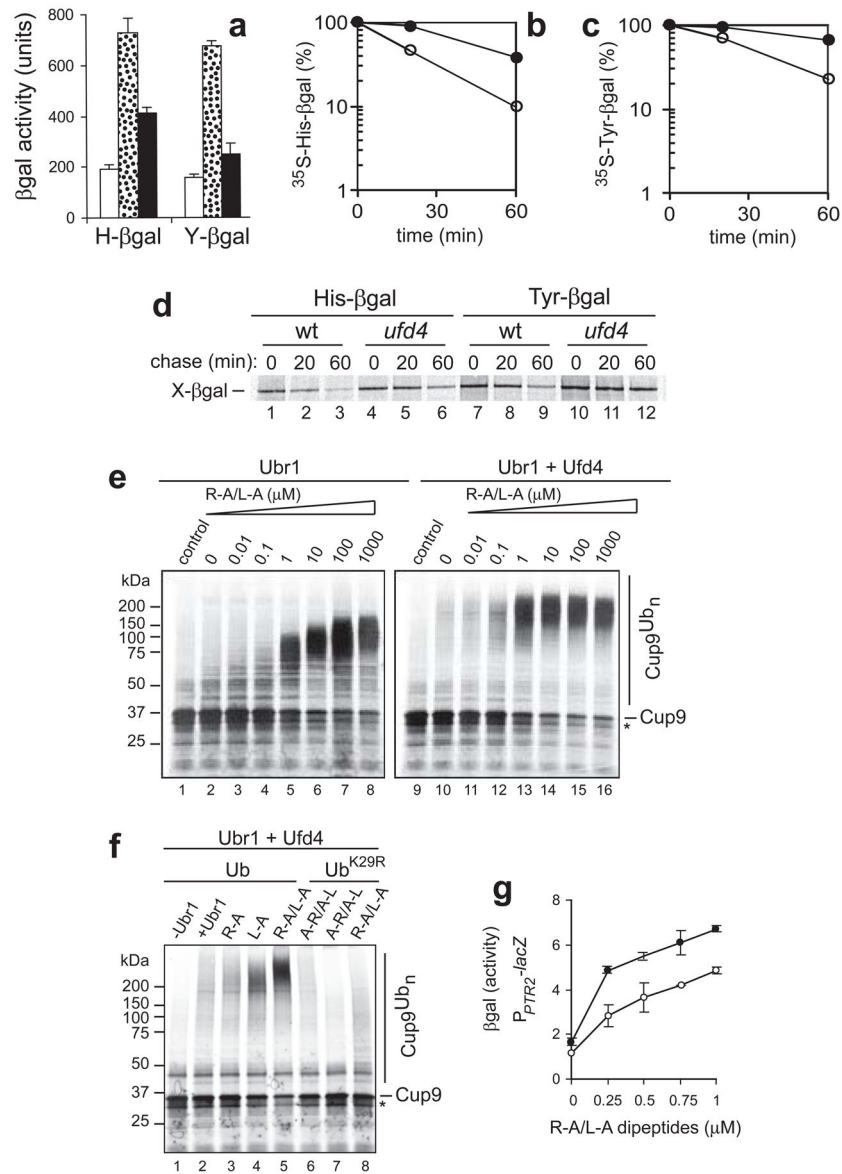 a
βgal activity (units)
800
600
400
200
0
H-βgal
Y-βgal
b
35S-His-βgal (%)
100
10
1
0
30
60
time (min)
c
35S-Tyr-βgal (%)
100
10
1
0
30
60
time (min)
d
His-βgal
Tyr-βgal
wt
ufd4
wt
ufd4
chase (min): 0 20 60 0 20 60 0 20 60 0 20 60
X-βgal –
1 2 3 4 5 6 7 8 9 10 11 12
e
Ubr1
Ubr1 + Ufd4
R-A/L-A (μM)
R-A/L-A (μM)
control 0 0.01 0.1 1 10 100 1000
control 0 0.01 0.1 1 10 100 1000
kDa
200
150
100
75
50
37
25
Cup9Ubn
Cup9
*
1 2 3 4 5 6 7 8
9 10 11 12 13 14 15 16
f
Ubr1 + Ufd4
Ub
UbK29R
-Ubr1 +Ubr1 R-A L-A R-A/L-A A-R/A-L A-R/A-L R-A/L-A
kDa
200
150
100
75
50
37
25
Cup9Ubn
Cup9
*
1 2 3 4 5 6 7 8
g
βgal (activity)
PPTR2-lacZ
8
6
4
2
0
0 0.25 0.5 0.75 1
R-A/L-A dipeptides (μM)